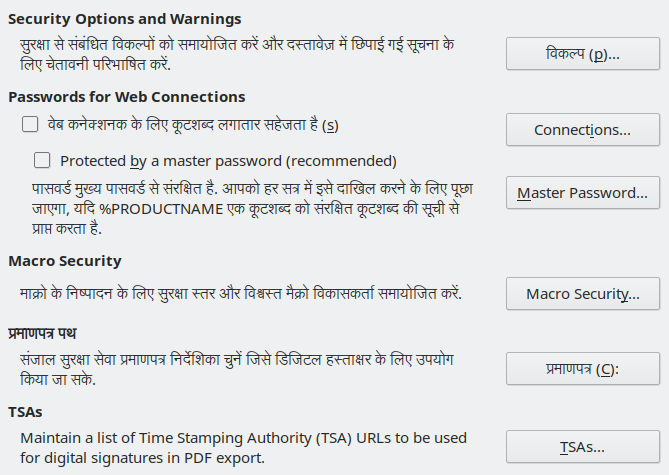 Security Options and Warnings
सुरक्षा से संबंधित विकल्पों को समायोजित करें और दस्तावेज़ में छिपाई गई सूचना के
लिए चेतावनी परिभाषित करें.
विकल्प (p)...
Passwords for Web Connections
वेब कनेक्शनक के लिए कूटशब्द लगातार सहेजता है (s)
Connections...
Protected by a master password (recommended)
पासवर्ड मुख्य पासवर्ड से संरक्षित है. आपको हर सत्र में इसे दाखिल करने के लिए पूछा
जाएगा, यदि %PRODUCTNAME एक कूटशब्द को संरक्षित कूटशब्द की सूची से
प्राप्त करता है.
Master Password...
Macro Security
माक्रो के निष्पादन के लिए सुरक्षा स्तर और विश्वस्त मैक्रो विकासकर्ता समायोजित करें.
Macro Security...
प्रमाणपत्र पथ
संजाल सुरक्षा सेवा प्रमाणपत्र निर्देशिका चुनें जिसे डिजिटल हस्ताक्षर के लिए उपयोग
किया जा सके.
प्रमाणपत्र (C):
TSAs
Maintain a list of Time Stamping Authority (TSA) URLs to be used
for digital signatures in PDF export.
TSAs...